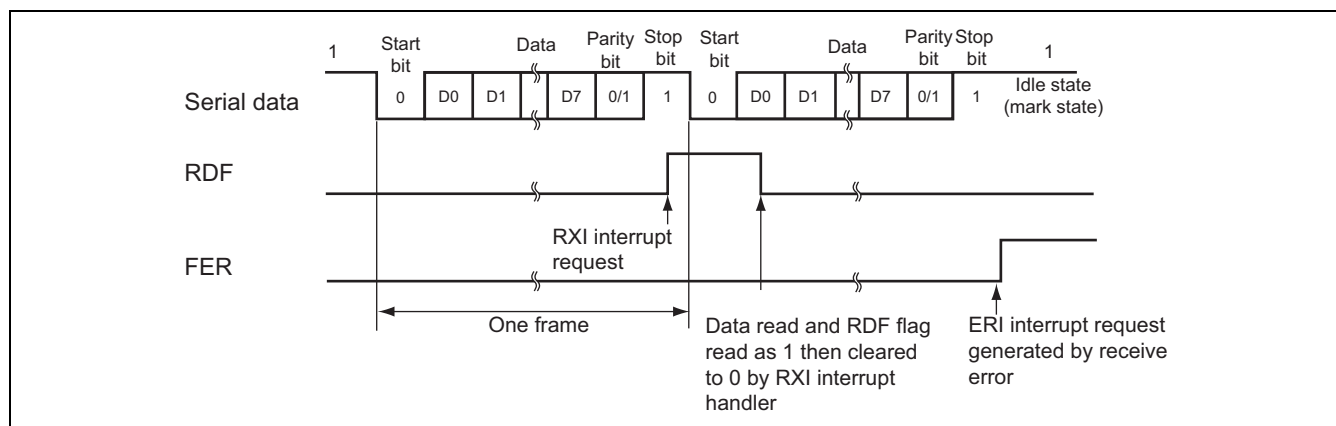 1 Start bit Data Parity bit Stop bit Start bit Data Parity bit Stop bit 1
Serial data 0 D0 D1 D7 0/1 1 0 D0 D1 D7 0/1 1 Idle state (mark state)
RDF
RXI interrupt
request
FER
One frame
Data read and RDF flag
read as 1 then cleared
to 0 by RXI interrupt
handler
ERI interrupt request
generated by receive
error